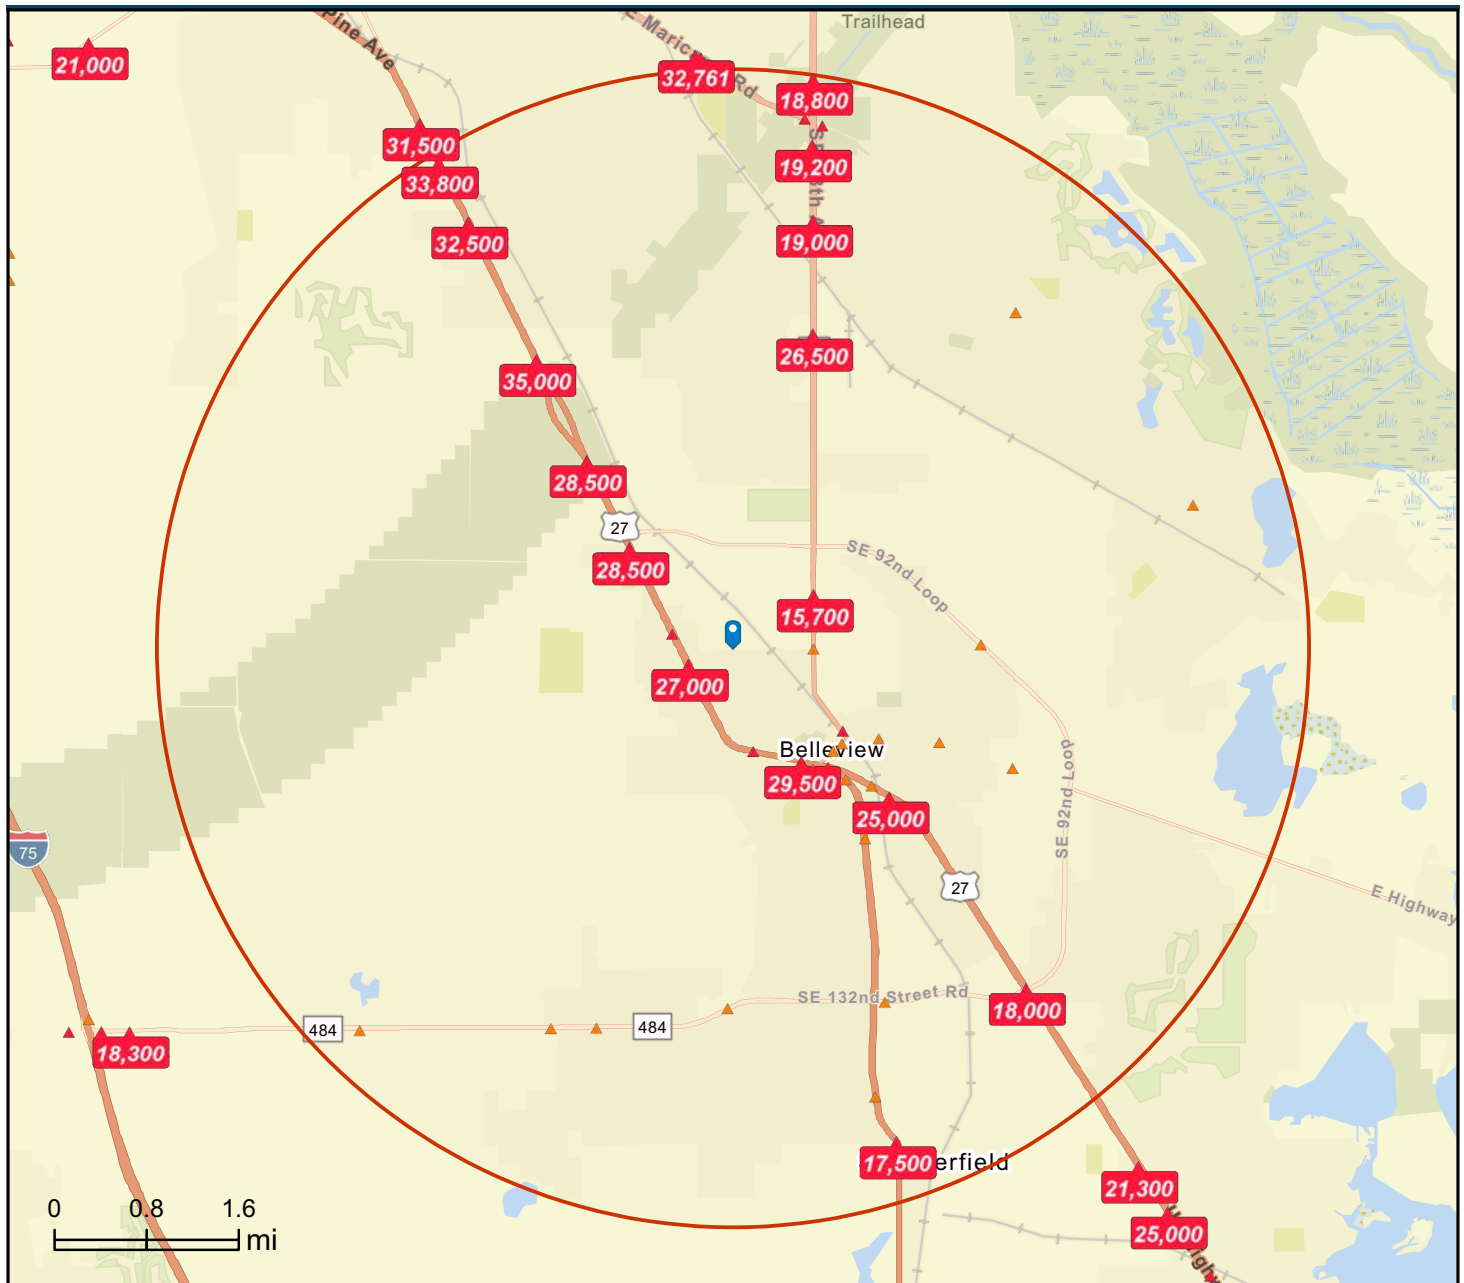 Trailhead
Pine Ave
21,000
32,761
18,800
31,500
19,200
33,800
32,500
19,000
26,500
35,000
28,500
27
SE 92nd Loop
28,500
15,700
27,000
Belleview
29,500
25,000
SE 92nd Loop
75
27
E Highway
SE 132nd Street Rd
18,000
484
484
18,300
17,500
erfield
21,300
25,000
0 0.8 1.6
mi